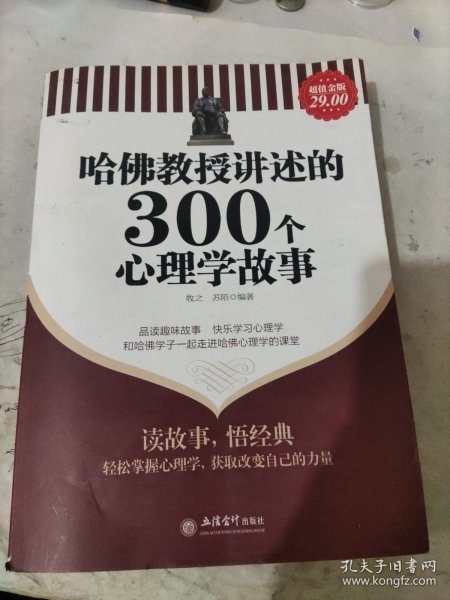 超值金版
29.00
哈佛教授讲述的
300个
心理学故事
牧之 苏陌◎编著
品读趣味故事 快乐学习心理学
和哈佛学子一起走进哈佛心理学的课堂
读故事，悟经典
轻松掌握心理学，获取改变自己的力量
立信会计出版社
LIXIN ACCOUNTING PUBLISHING HOUSE
孔夫子旧书网
www.kongfz.com